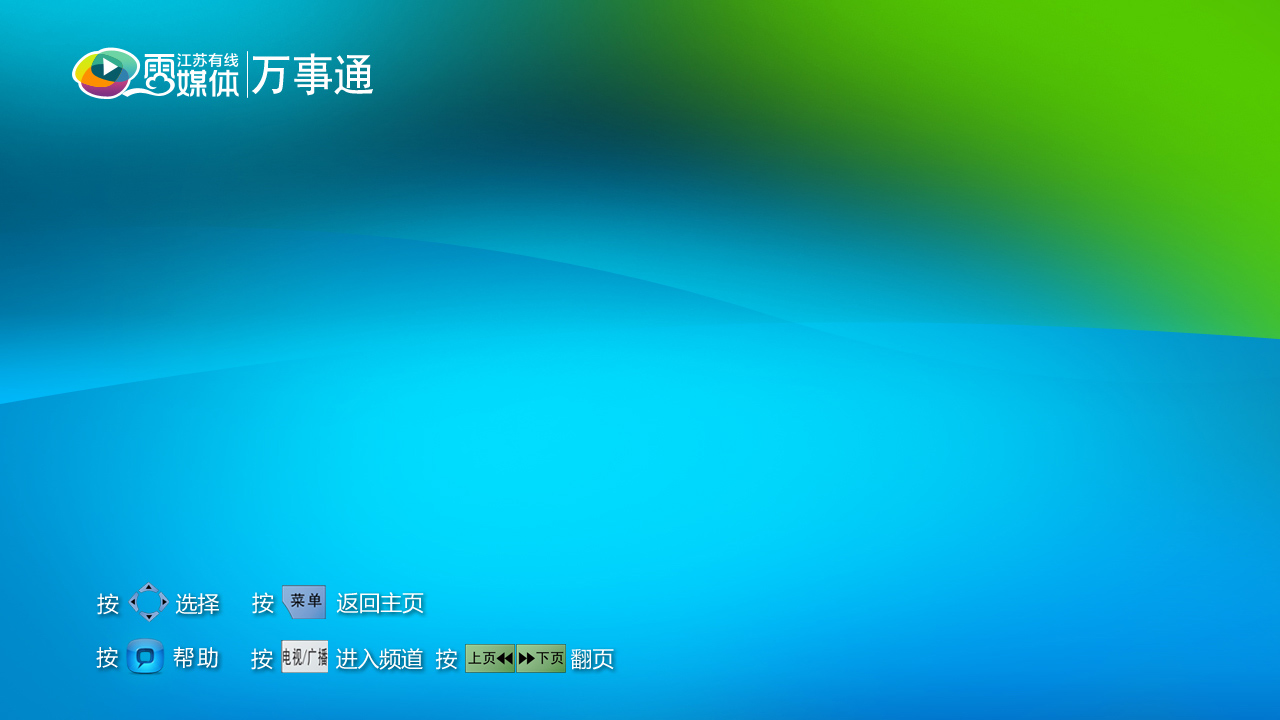 江苏有线
云媒体 万事通
按 选择 按 菜单 返回主页
按 帮助 按 电视/广播 进入频道 按 上页 下页 翻页